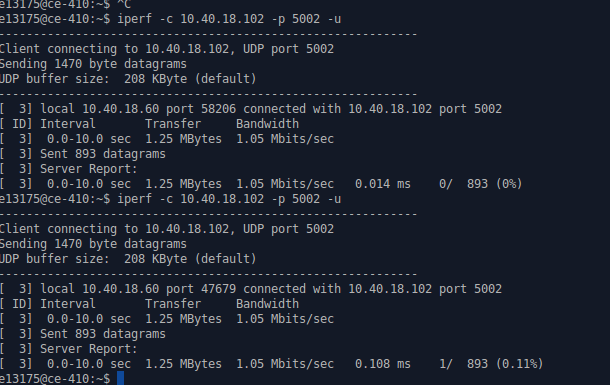 e13175@ce-410:~$ ^C
e13175@ce-410:~$ iperf -c 10.40.18.102 -p 5002 -u
------------------------------------------------------------
Client connecting to 10.40.18.102, UDP port 5002
Sending 1470 byte datagrams
UDP buffer size:  208 KByte (default)
------------------------------------------------------------
[  3] local 10.40.18.60 port 58206 connected with 10.40.18.102 port 5002
[ ID] Interval       Transfer     Bandwidth
[  3]  0.0-10.0 sec  1.25 MBytes  1.05 Mbits/sec
[  3] Sent 893 datagrams
[  3] Server Report:
[  3]  0.0-10.0 sec  1.25 MBytes  1.05 Mbits/sec   0.014 ms    0/  893 (0%)
e13175@ce-410:~$ iperf -c 10.40.18.102 -p 5002 -u
------------------------------------------------------------
Client connecting to 10.40.18.102, UDP port 5002
Sending 1470 byte datagrams
UDP buffer size:  208 KByte (default)
------------------------------------------------------------
[  3] local 10.40.18.60 port 47679 connected with 10.40.18.102 port 5002
[ ID] Interval       Transfer     Bandwidth
[  3]  0.0-10.0 sec  1.25 MBytes  1.05 Mbits/sec
[  3] Sent 893 datagrams
[  3] Server Report:
[  3]  0.0-10.0 sec  1.25 MBytes  1.05 Mbits/sec   0.108 ms    1/  893 (0.11%)
e13175@ce-410:~$